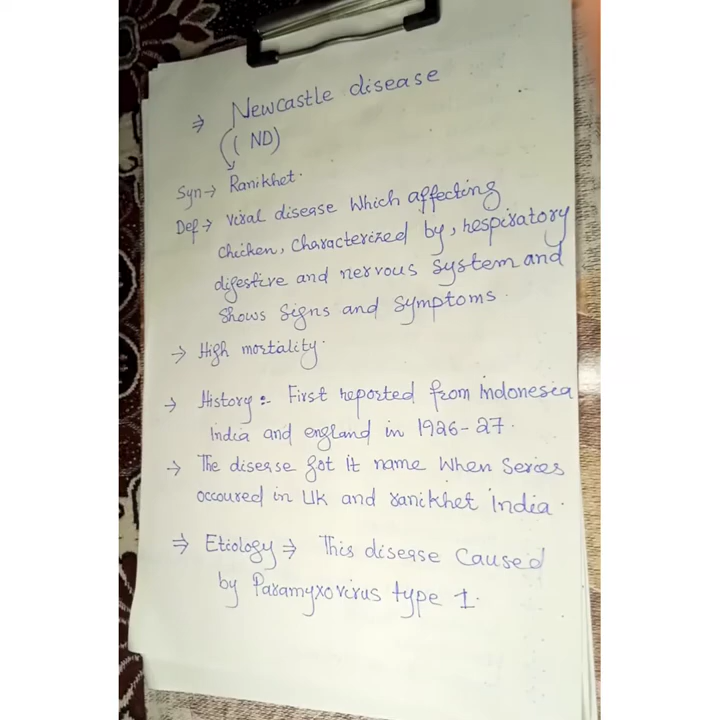 ⇒ Newcastle disease
(ND)
Syn → Ranikhet.
Def → viral disease which affecting
chicken, characterized by, respiratory
digestive and nervous system and
shows signs and symptoms.
→ High mortality.
→ History :- First reported from Indonesia
India and england in 1926-27.
→ The disease got it name when series
occoured in UK and ranikhet India.
⇒ Etiology ⇒ This disease caused
by Paramyxovirus type 1.